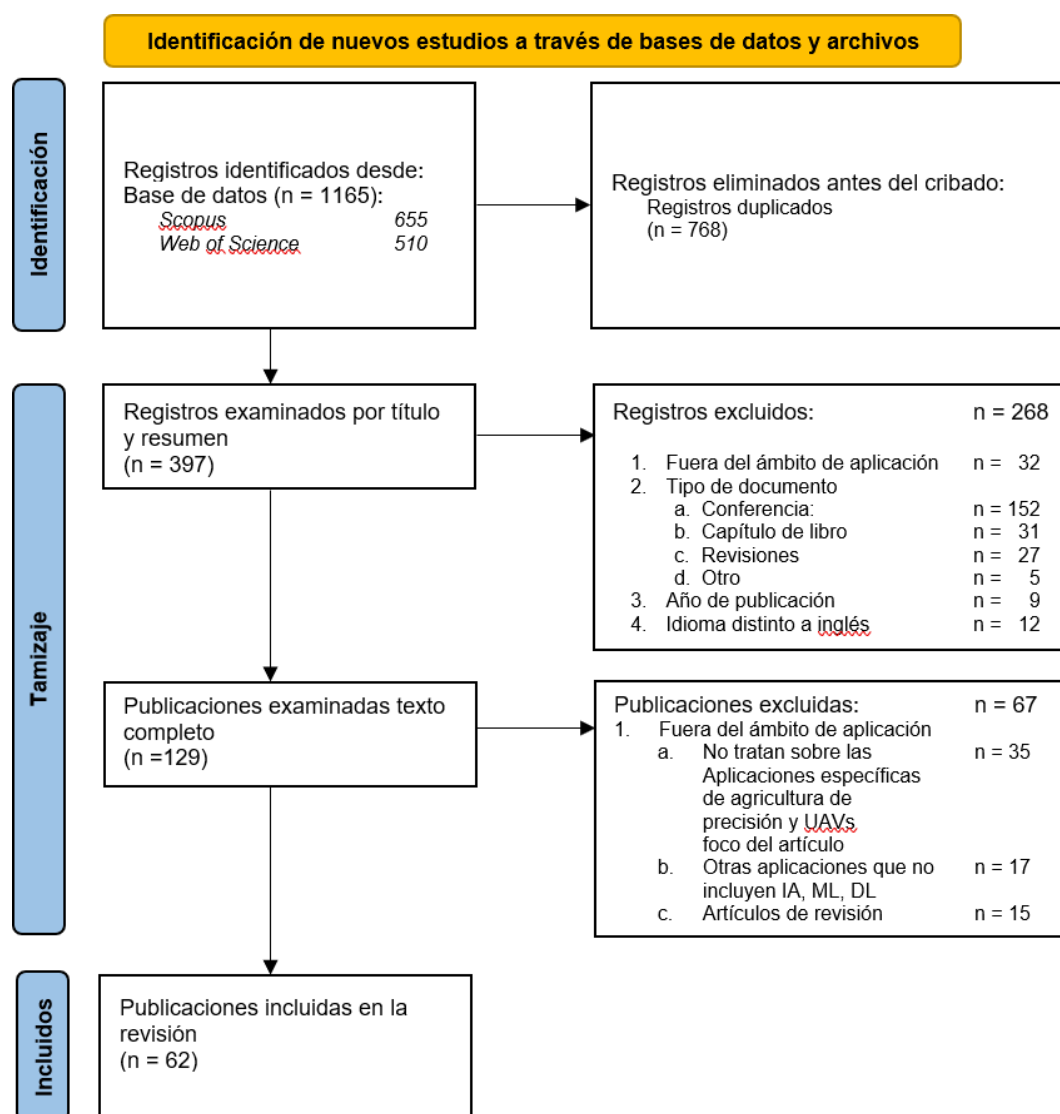 Identificación de nuevos estudios a través de bases de datos y archivos
Identificación
Registros identificados desde:
Base de datos (n = 1165):
Scopus 655
Web of Science 510
Registros eliminados antes del cribado:
Registros duplicados
(n = 768)
Tamizaje
Registros examinados por título
y resumen
(n = 397)
Registros excluidos: n = 268
1. Fuera del ámbito de aplicación n = 32
2. Tipo de documento
a. Conferencia: n = 152
b. Capítulo de libro n = 31
c. Revisiones n = 27
d. Otro n = 5
3. Año de publicación n = 9
4. Idioma distinto a inglés n = 12
Publicaciones examinadas texto
completo
(n =129)
Publicaciones excluidas: n = 67
1. Fuera del ámbito de aplicación
a. No tratan sobre las n = 35
Aplicaciones específicas
de agricultura de
precisión y UAVs
foco del artículo
b. Otras aplicaciones que no n = 17
incluyen IA, ML, DL
c. Artículos de revisión n = 15
Incluidos
Publicaciones incluidas en la
revisión
(n = 62)